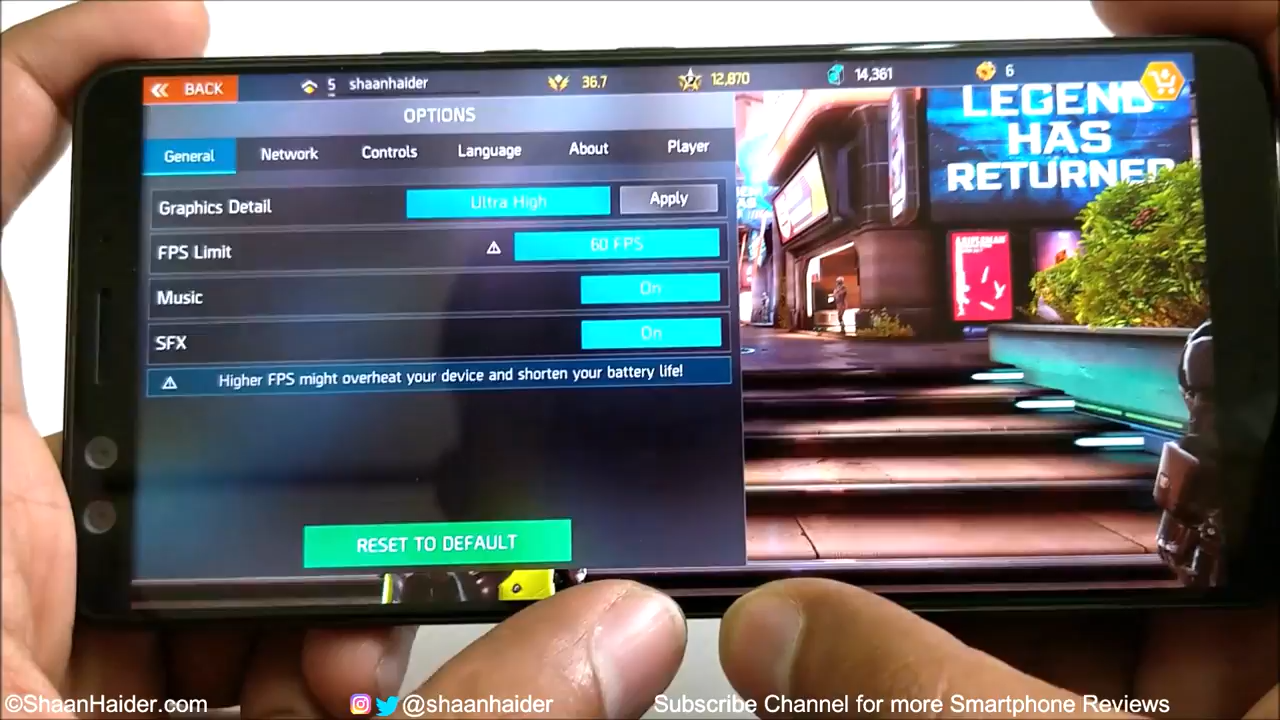 BACK
5 shaanhaider
36.7
12,870
14,361
6
OPTIONS
General
Network
Controls
Language
About
Player
Graphics Detail
Ultra High
Apply
FPS Limit
60 FPS
Music
On
SFX
On
Higher FPS might overheat your device and shorten your battery life!
RESET TO DEFAULT
LEGEND
HAS
RETURNED
©ShaanHaider.com
@shaanhaider
Subscribe Channel for more Smartphone Reviews